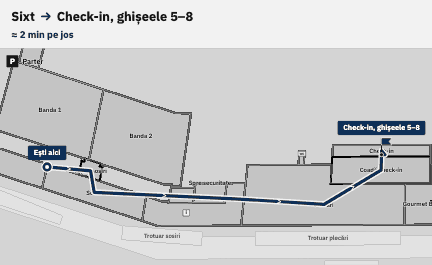 Sixt → Check-in, ghișeele 5–8
≈ 2 min pe jos
P Parter
Banda 1
Banda 2
Check-in, ghișeele 5–8
Ești aici
Check-in
Coadă check-in
Spre securitate
Gourmet B
Trotuar sosiri
Trotuar plecări